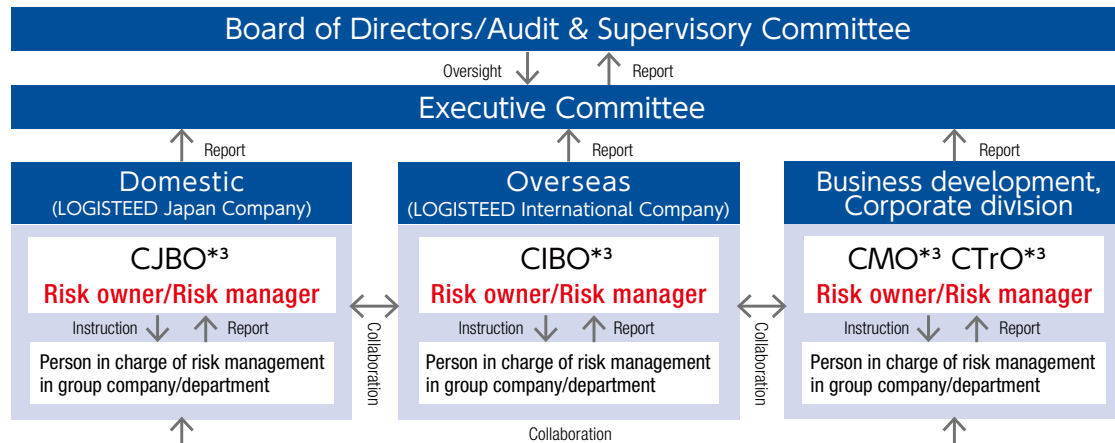 Board of Directors/Audit & Supervisory Committee
Oversight
Report
Executive Committee
Report
Report
Report
Domestic
(LOGISTEED Japan Company)
Overseas
(LOGISTEED International Company)
Business development,
Corporate division
CJBO*³
Risk owner/Risk manager
Instruction
Report
Person in charge of risk management
in group company/department
Collaboration
CIBO*³
Risk owner/Risk manager
Instruction
Report
Person in charge of risk management
in group company/department
Collaboration
CMO*³ CTrO*³
Risk owner/Risk manager
Instruction
Report
Person in charge of risk management
in group company/department
Collaboration